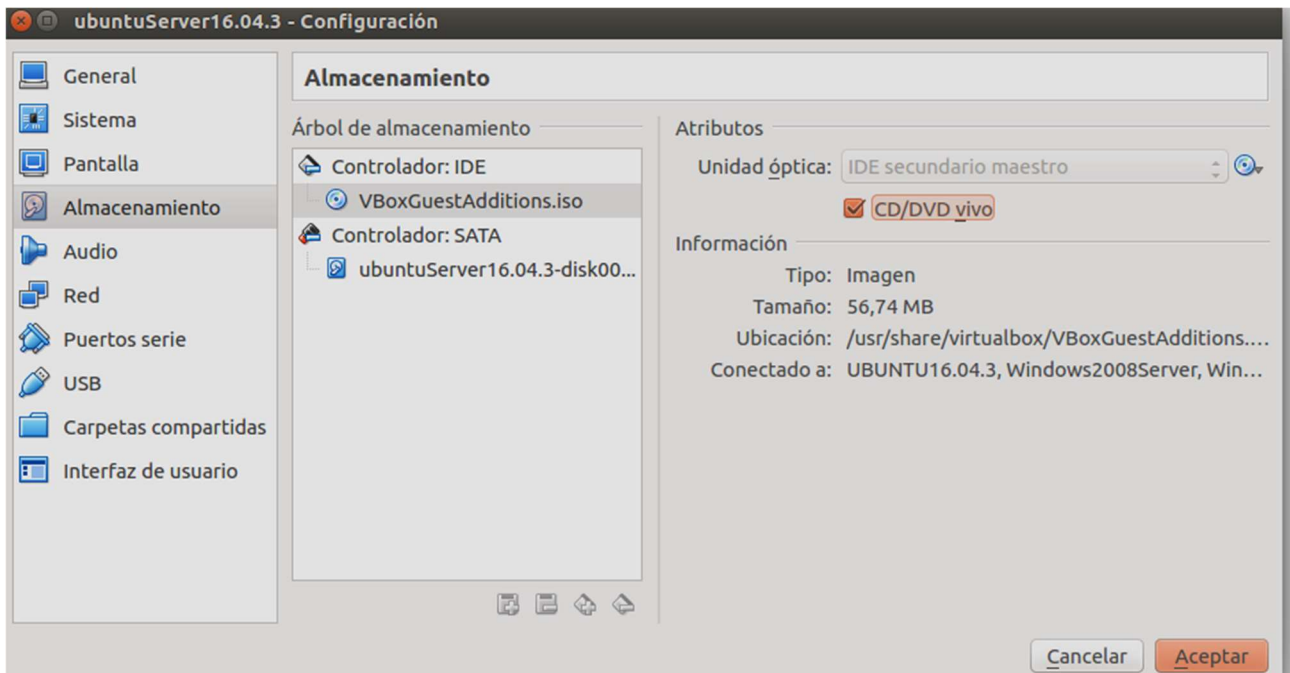 ubuntuServer16.04.3 - Configuración
General
Sistema
Pantalla
Almacenamiento
Audio
Red
Puertos serie
USB
Carpetas compartidas
Interfaz de usuario
Almacenamiento
Árbol de almacenamiento
Controlador: IDE
VBoxGuestAdditions.iso
Controlador: SATA
ubuntuServer16.04.3-disk00...
Atributos
Unidad óptica: IDE secundario maestro
CD/DVD vivo
Información
Tipo: Imagen
Tamaño: 56,74 MB
Ubicación: /usr/share/virtualbox/VBoxGuestAdditions....
Conectado a: UBUNTU16.04.3, Windows2008Server, Win...
Cancelar
Aceptar